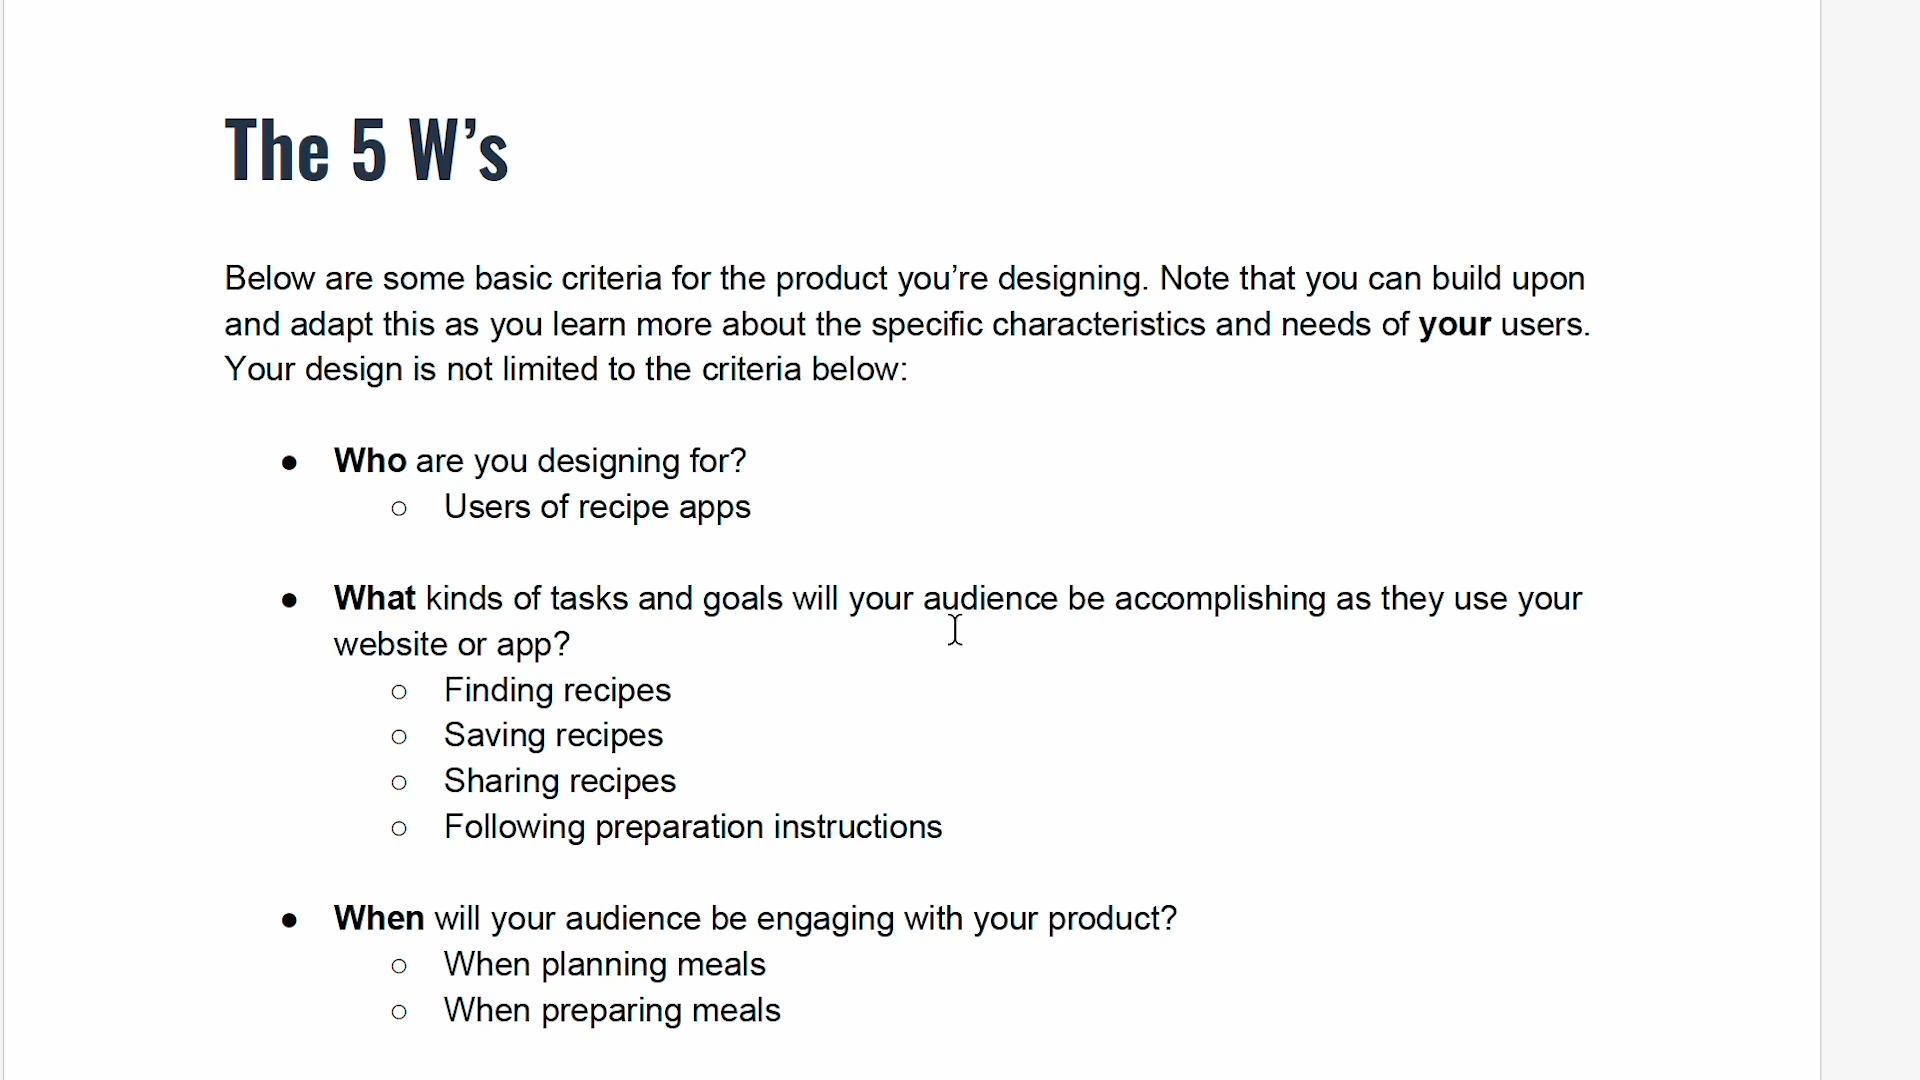 The 5 W’s
Below are some basic criteria for the product you’re designing. Note that you can build upon
and adapt this as you learn more about the specific characteristics and needs of your users.
Your design is not limited to the criteria below:
● Who are you designing for?
○ Users of recipe apps
● What kinds of tasks and goals will your audience be accomplishing as they use your
website or app?
○ Finding recipes
○ Saving recipes
○ Sharing recipes
○ Following preparation instructions
● When will your audience be engaging with your product?
○ When planning meals
○ When preparing meals